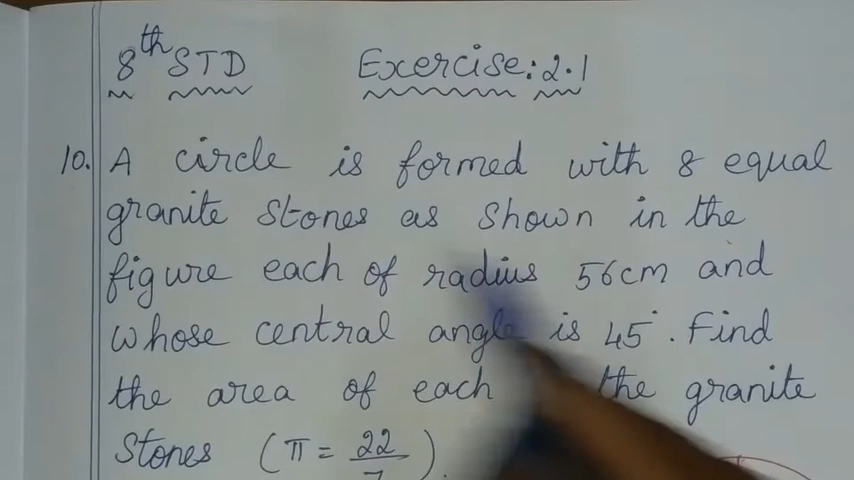 8th STD Exercise: 2.1
10. A circle is formed with 8 equal
granite stones as shown in the
figure each of radius 56cm and
whose central angle is 45°. Find
the area of each the granite
Stones (π = 22/7).